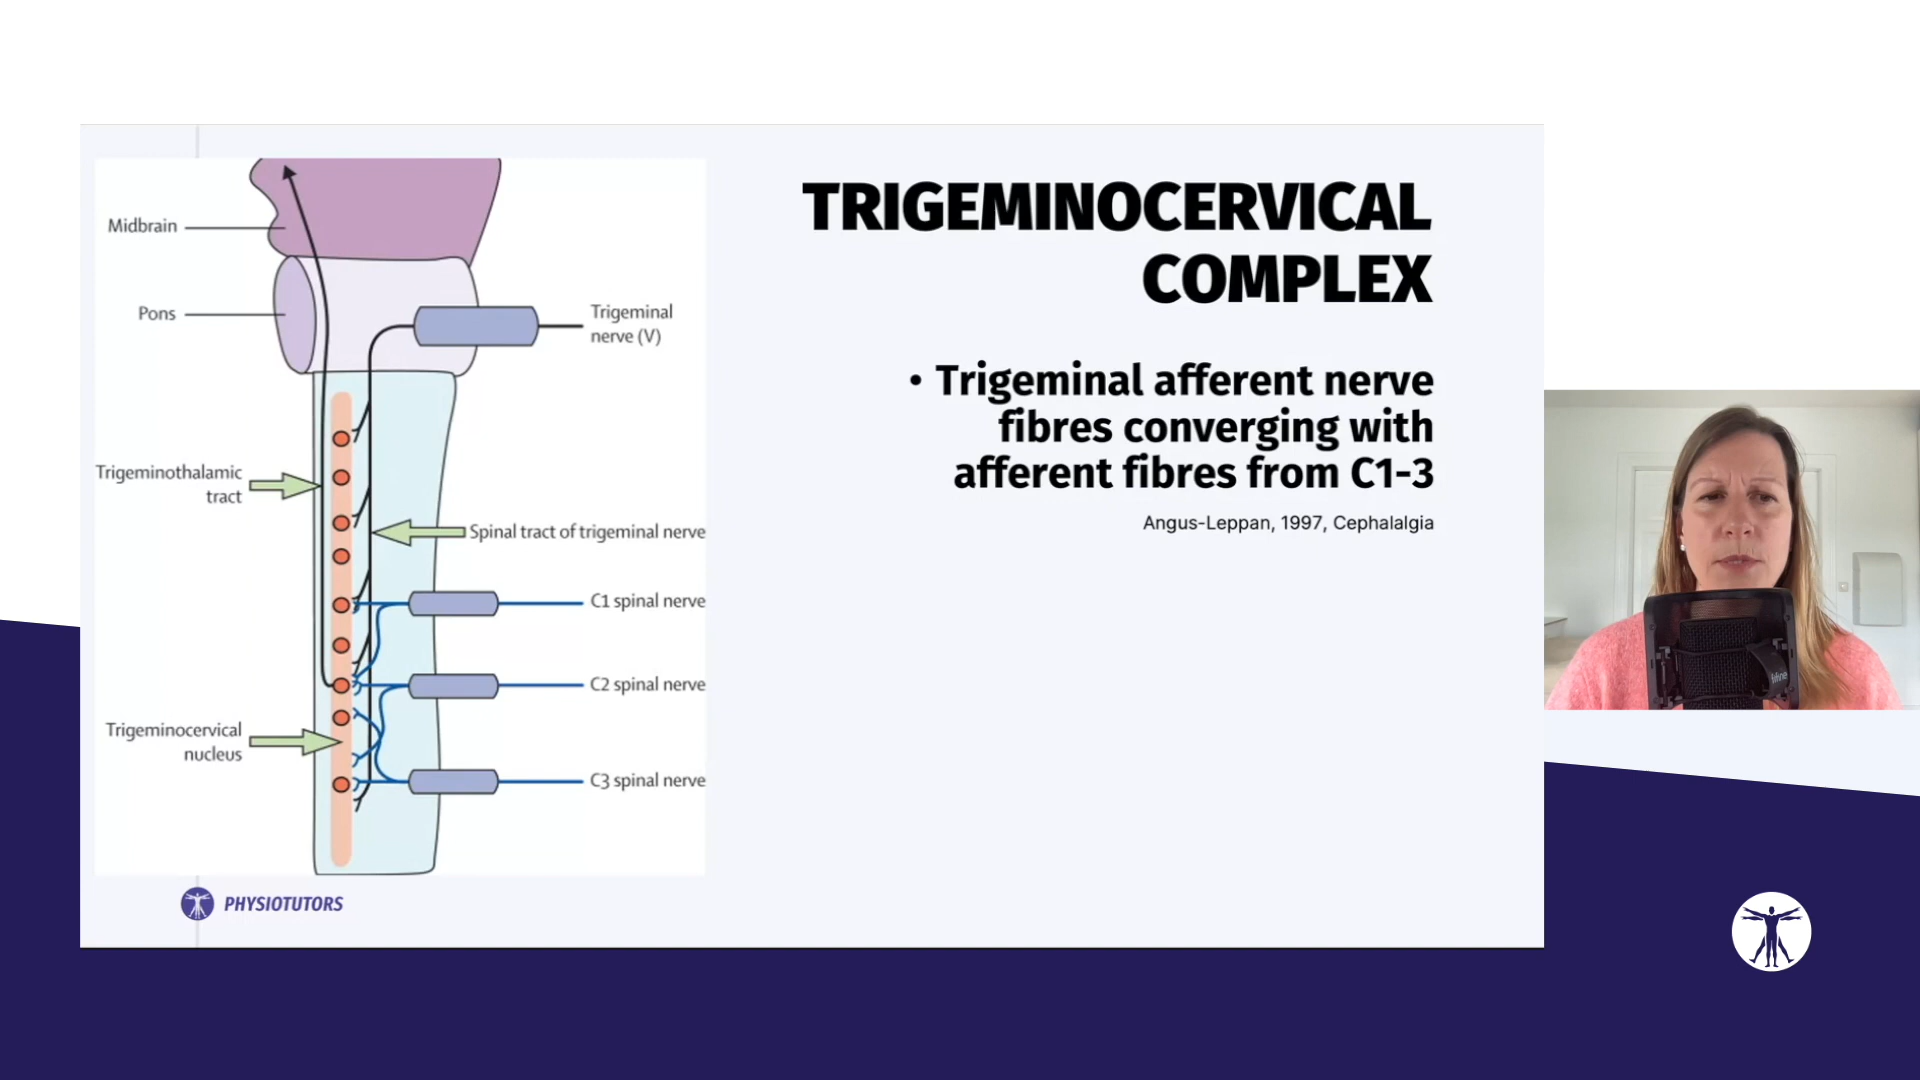 TRIGEMINOCERVICAL
COMPLEX
• Trigeminal afferent nerve
fibres converging with
afferent fibres from C1-3
Angus-Leppan, 1997, Cephalalgia
Midbrain
Pons
Trigeminal
nerve (V)
Trigeminothalamic
tract
Spinal tract of trigeminal nerve
C1 spinal nerve
C2 spinal nerve
Trigeminocervical
nucleus
C3 spinal nerve
PHYSIOTUTORS
fifine